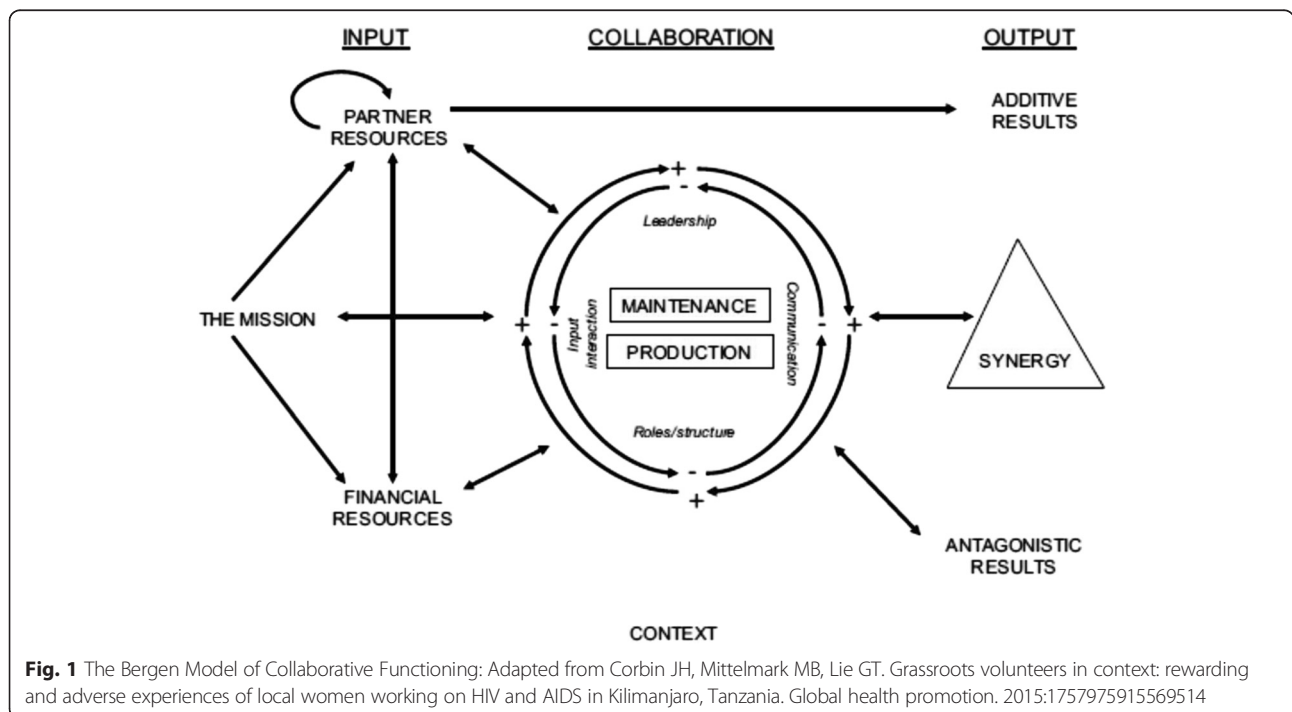 INPUT
COLLABORATION
OUTPUT
PARTNER
RESOURCES
ADDITIVE
RESULTS
+
-
Leadership
THE MISSION
+
-
Input
interaction
MAINTENANCE
PRODUCTION
Communication
-
+
SYNERGY
Roles/structure
-
+
FINANCIAL
RESOURCES
ANTAGONISTIC
RESULTS
CONTEXT
Fig. 1 The Bergen Model of Collaborative Functioning: Adapted from Corbin JH, Mittelmark MB, Lie GT. Grassroots volunteers in context: rewarding
and adverse experiences of local women working on HIV and AIDS in Kilimanjaro, Tanzania. Global health promotion. 2015:1757975915569514